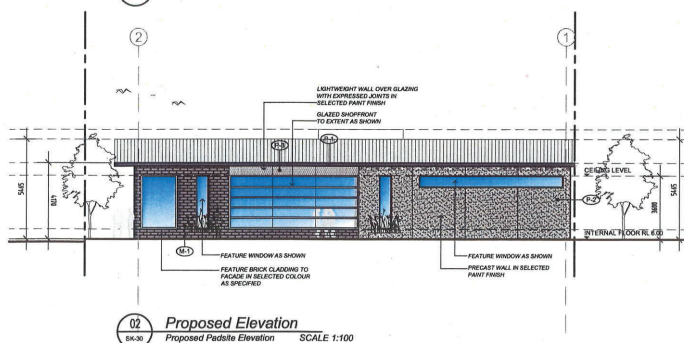 2
1
LIGHTWEIGHT WALL OVER GLAZING
WITH EXPRESSED JOINTS IN
SELECTED PAINT FINISH
GLAZED SHOPFRONT
TO EXTENT AS SHOWN
P-1
P-3
CEILING LEVEL
5445
4170
P-2
3600
5445
INTERNAL FLOOR RL 6.00
M-1
FEATURE WINDOW AS SHOWN
FEATURE BRICK CLADDING TO
FACADE IN SELECTED COLOUR
AS SPECIFIED
FEATURE WINDOW AS SHOWN
PRECAST WALL IN SELECTED
PAINT FINISH
02 Proposed Elevation
SK-30 Proposed Padsite Elevation SCALE 1:100